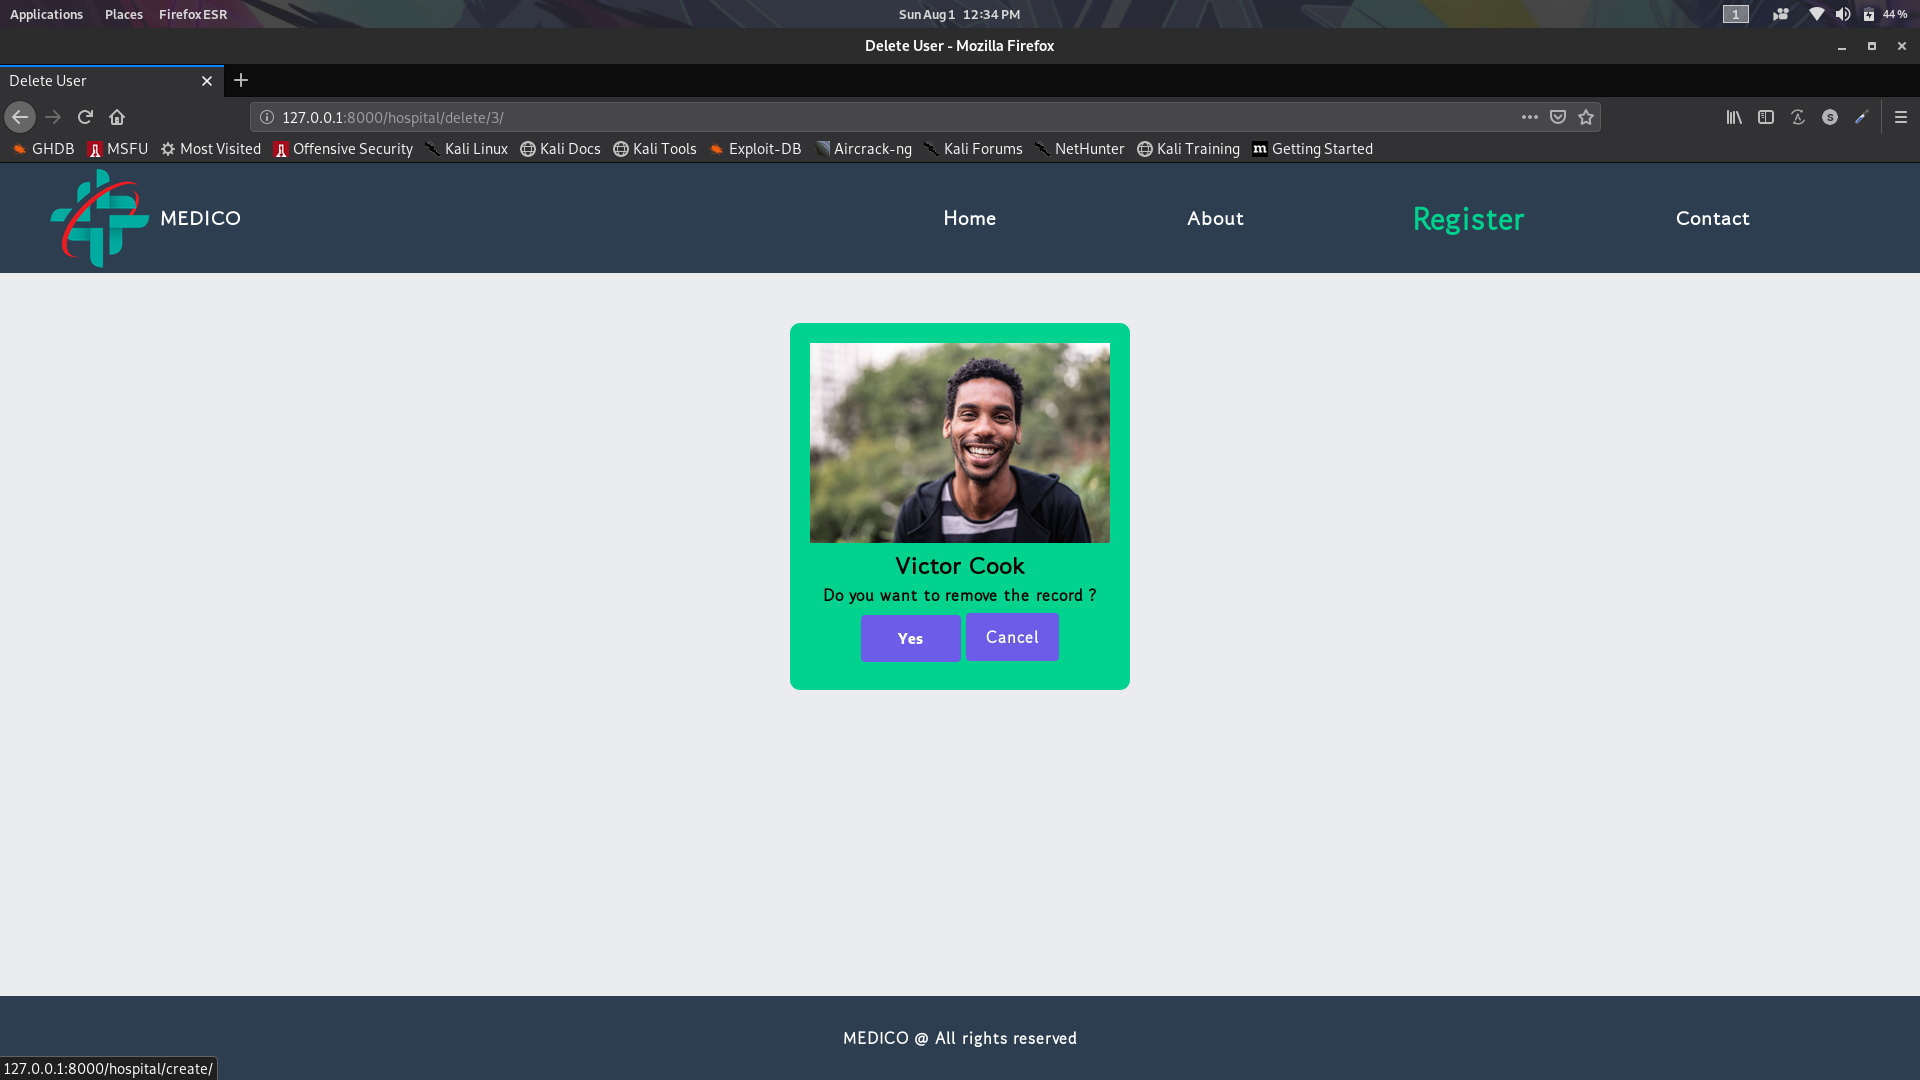 Applications Places Firefox ESR Sun Aug 1 12:34 PM 1 44 %
Delete User - Mozilla Firefox
Delete User
127.0.0.1:8000/hospital/delete/3/ S
GHDB MSFU Most Visited Offensive Security Kali Linux Kali Docs Kali Tools Exploit-DB Aircrack-ng Kali Forums NetHunter Kali Training m Getting Started
MEDICO Home About Register Contact
Victor Cook
Do you want to remove the record ?
Yes Cancel
MEDICO @ All rights reserved
127.0.0.1:8000/hospital/create/